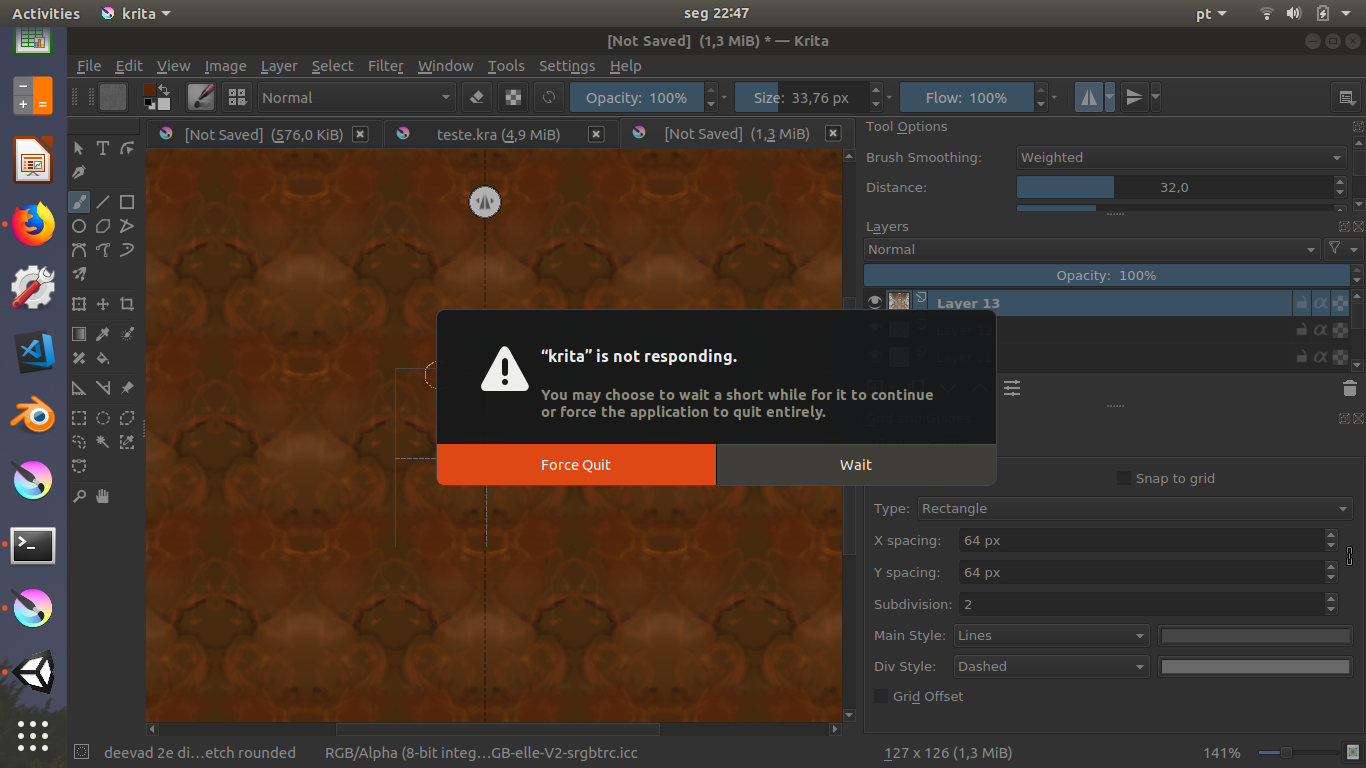 Activities krita seg 22:47 pt
[Not Saved] (1,3 MiB) * — Krita
File Edit View Image Layer Select Filter Window Tools Settings Help
Normal Opacity: 100% Size: 33,76 px Flow: 100%
[Not Saved] (576,0 KiB) teste.kra (4,9 MiB) [Not Saved] (1,3 MiB)
Tool Options
Brush Smoothing: Weighted
Distance: 32,0
Layers
Normal
Opacity: 100%
Layer 13
“krita” is not responding.
You may choose to wait a short while for it to continue
or force the application to quit entirely.
Force Quit Wait
Snap to grid
Type: Rectangle
X spacing: 64 px
Y spacing: 64 px
Subdivision: 2
Main Style: Lines
Div Style: Dashed
Grid Offset
deevad 2e di...etch rounded RGB/Alpha (8-bit integ...GB-elle-V2-srgbtrc.icc 127 x 126 (1,3 MiB) 141%